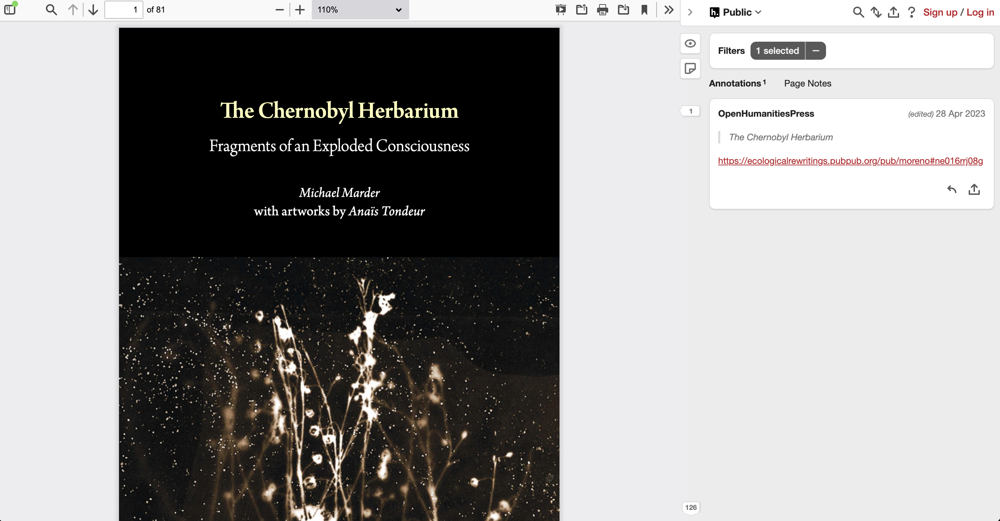 1 of 81
110%
Public
Sign up / Log in
Filters 1 selected
Annotations 1 Page Notes
The Chernobyl Herbarium
Fragments of an Exploded Consciousness
Michael Marder
with artworks by Anaïs Tondeur
1
OpenHumanitiesPress (edited) 28 Apr 2023
The Chernobyl Herbarium
https://ecologicalrewritings.pubpub.org/pub/moreno#ne016rrj08g
126